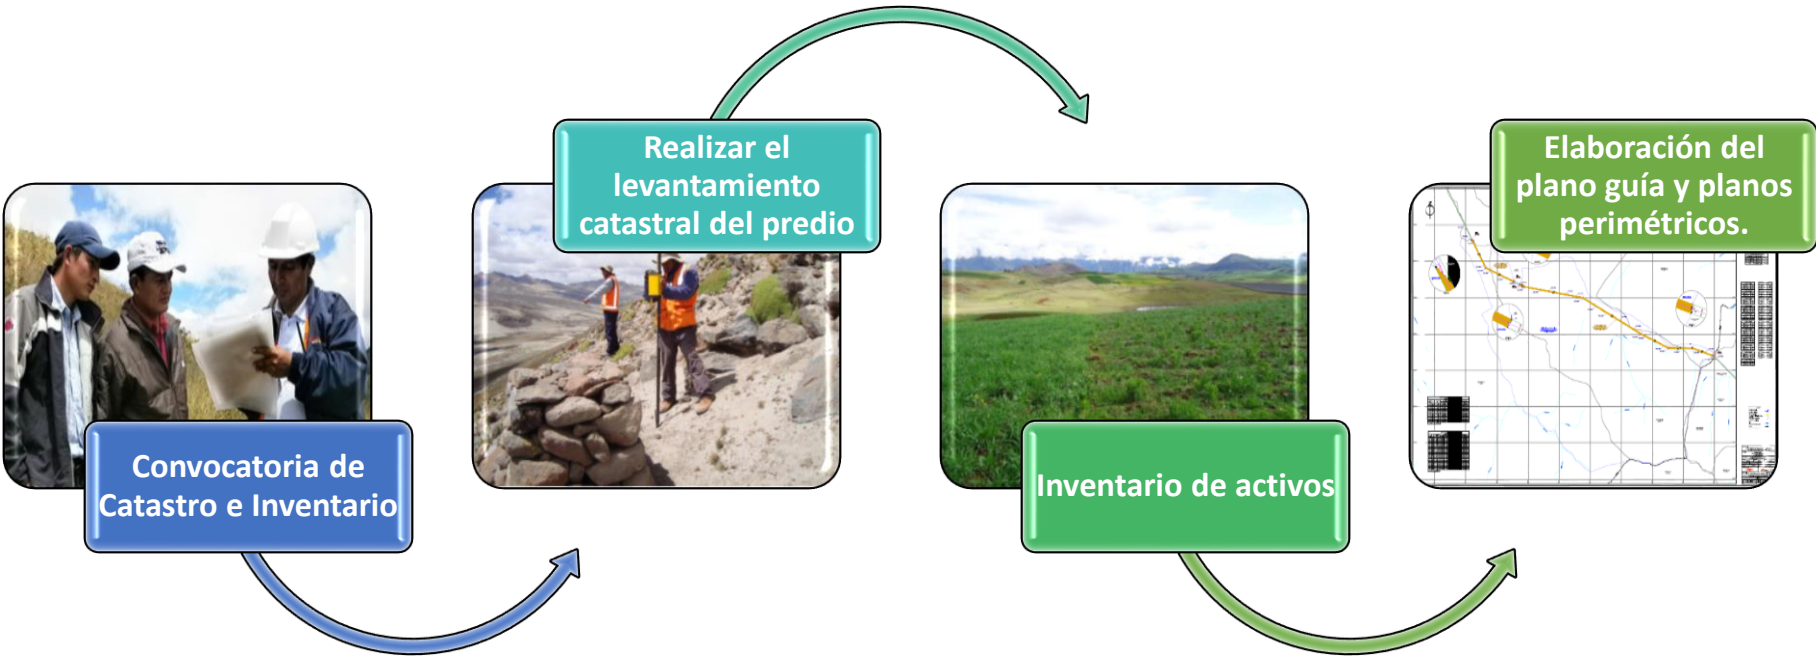 Convocatoria de
Catastro e Inventario
Realizar el
levantamiento
catastral del predio
Inventario de activos
Elaboración del
plano guía y planos
perimétricos.